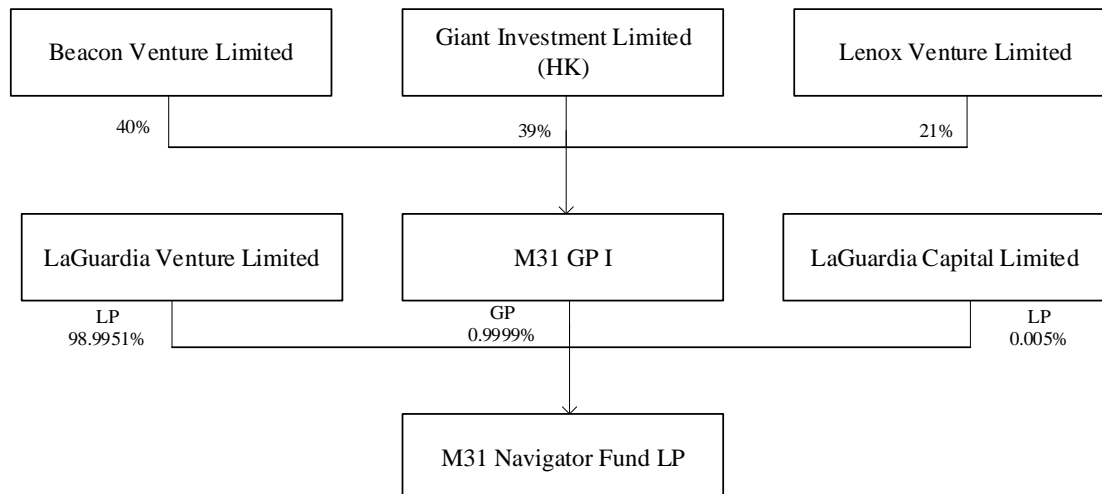 Beacon Venture Limited
Giant Investment Limited
(HK)
Lenox Venture Limited
40%
39%
21%
LaGuardia Venture Limited
M31 GP I
LaGuardia Capital Limited
LP
98.9951%
GP
0.9999%
LP
0.005%
M31 Navigator Fund LP